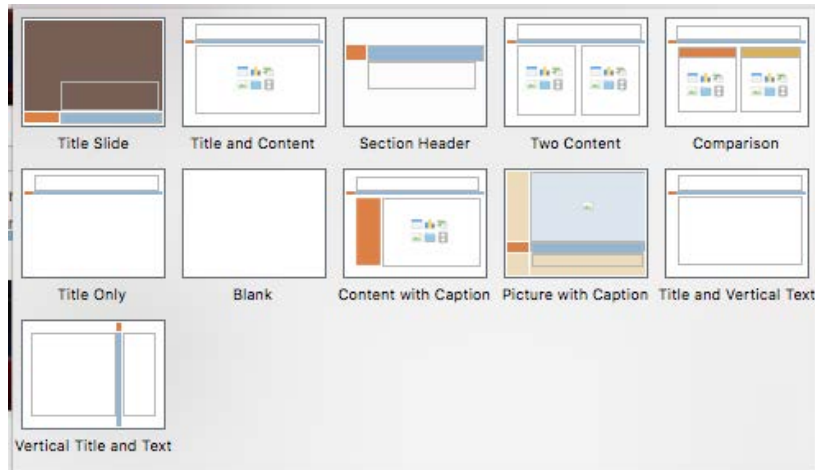 Title Slide
Title and Content
Section Header
Two Content
Comparison
Title Only
Blank
Content with Caption
Picture with Caption
Title and Vertical Text
Vertical Title and Text